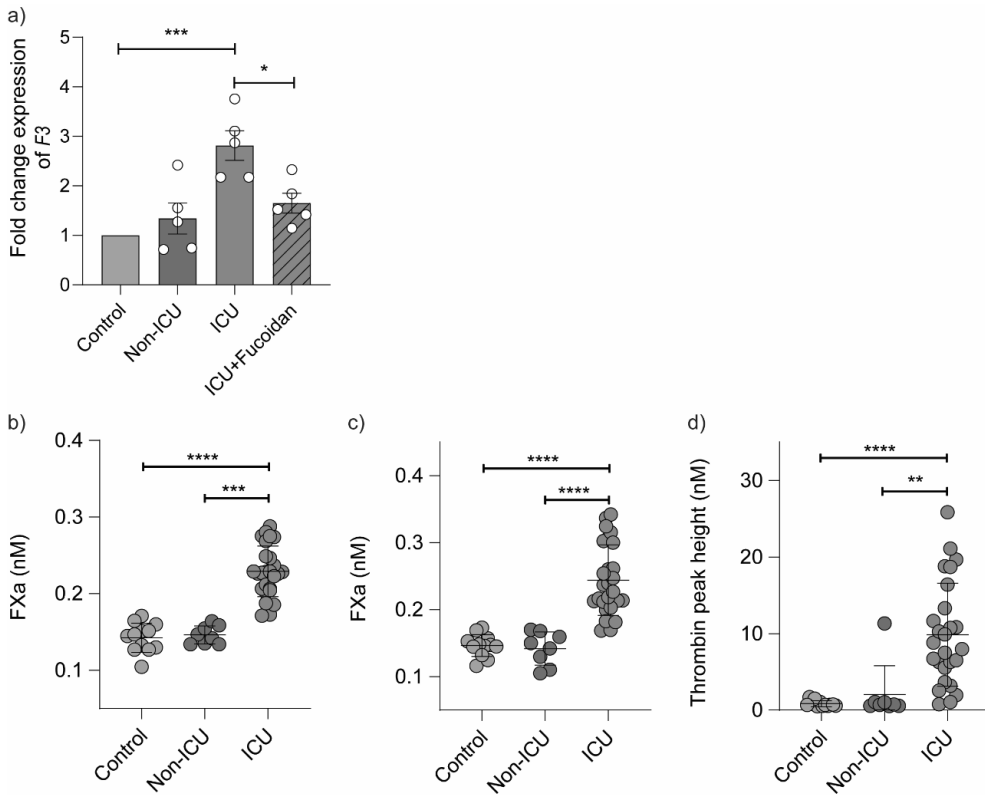 a)
Fold change expression
of F3
5
4
3
2
1
0
***
*
Control
Non-ICU
ICU
ICU+Fucoidan
b)
FXa (nM)
0.4
0.3
0.2
0.1
****
***
Control
Non-ICU
ICU
c)
FXa (nM)
0.4
0.3
0.2
0.1
****
****
Control
Non-ICU
ICU
d)
Thrombin peak height (nM)
30
20
10
0
****
**
Control
Non-ICU
ICU